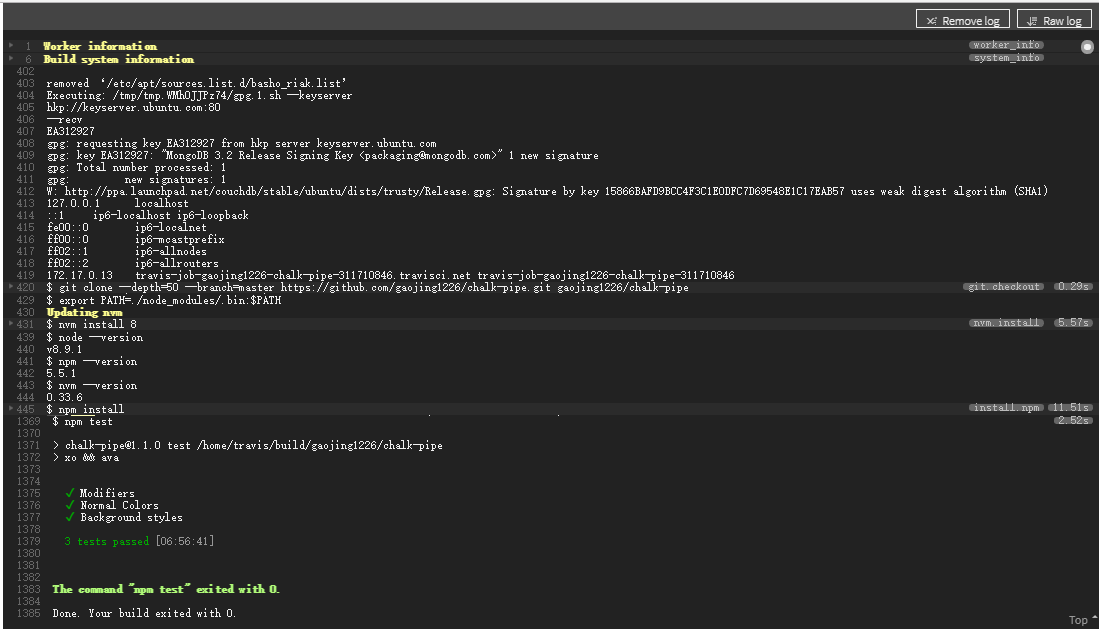 Remove log Raw log
1 Worker information worker_info
6 Build system information system_info
402
403 removed ‘/etc/apt/sources.list.d/basho_riak.list’
404 Executing: /tmp/tmp.WMhOJJPz74/gpg.1.sh --keyserver
405 hkp://keyserver.ubuntu.com:80
406 --recv
407 EA312927
408 gpg: requesting key EA312927 from hkp server keyserver.ubuntu.com
409 gpg: key EA312927: "MongoDB 3.2 Release Signing Key <packaging@mongodb.com>" 1 new signature
410 gpg: Total number processed: 1
411 gpg: new signatures: 1
412 W: http://ppa.launchpad.net/couchdb/stable/ubuntu/dists/trusty/Release.gpg: Signature by key 15866BAFD9BCC4F3C1E0DFC7D69548E1C17EAB57 uses weak digest algorithm (SHA1)
413 127.0.0.1 localhost
414 ::1 ip6-localhost ip6-loopback
415 fe00::0 ip6-localnet
416 ff00::0 ip6-mcastprefix
417 ff02::1 ip6-allnodes
418 ff02::2 ip6-allrouters
419 172.17.0.13 travis-job-gaojing1226-chalk-pipe-311710846.travisci.net travis-job-gaojing1226-chalk-pipe-311710846
420 $ git clone --depth=50 --branch=master https://github.com/gaojing1226/chalk-pipe.git gaojing1226/chalk-pipe git.checkout 0.29s
429 $ export PATH=./node_modules/.bin:$PATH
430 Updating nvm
431 $ nvm install 8 nvm.install 5.57s
439 $ node --version
440 v8.9.1
441 $ npm --version
442 5.5.1
443 $ nvm --version
444 0.33.6
445 $ npm install install.npm 11.51s
1369 $ npm test 2.52s
1370
1371 > chalk-pipe@1.1.0 test /home/travis/build/gaojing1226/chalk-pipe
1372 > xo && ava
1373
1374
1375 ✓ Modifiers
1376 ✓ Normal Colors
1377 ✓ Background styles
1378
1379 3 tests passed [06:56:41]
1380
1381
1382
1383 The command "npm test" exited with 0.
1384
1385 Done. Your build exited with 0.
Top